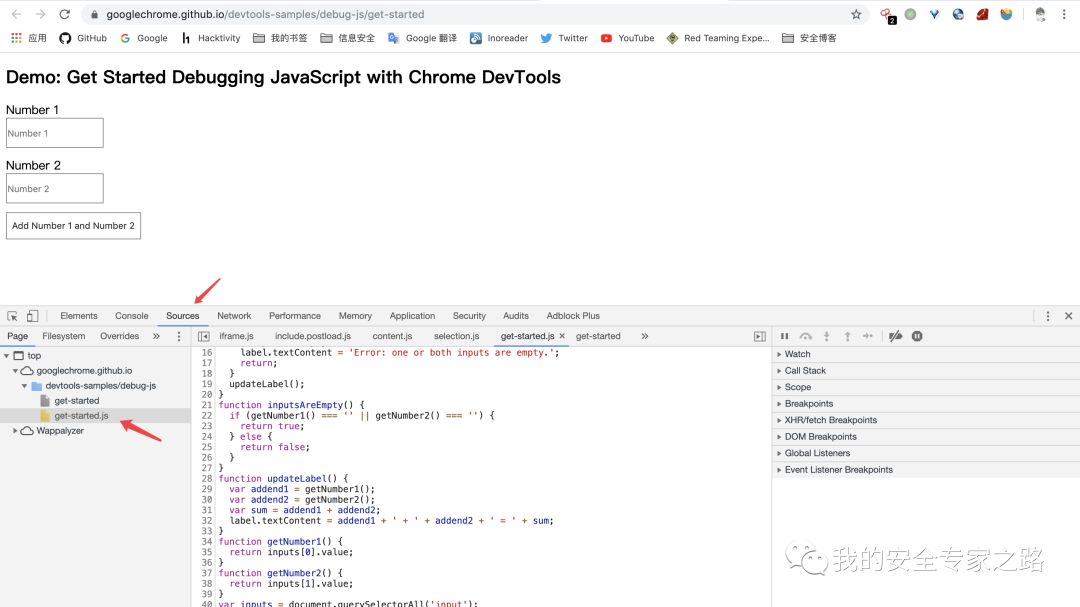 googlechrome.github.io/devtools-samples/debug-js/get-started
2
应用 GitHub Google Hacktivity 我的书签 信息安全 Google 翻译 Inoreader Twitter YouTube Red Teaming Expe... 安全博客
Demo: Get Started Debugging JavaScript with Chrome DevTools
Number 1
Number 1
Number 2
Number 2
Add Number 1 and Number 2
Elements Console Sources Network Performance Memory Application Security Audits Adblock Plus
Page Filesystem Overrides » iframe.js include.postload.js content.js selection.js get-started.js × get-started »
top
googlechrome.github.io
devtools-samples/debug-js
get-started
get-started.js
Wappalyzer
16 label.textContent = 'Error: one or both inputs are empty.';
17 return;
18 }
19 updateLabel();
20 }
21 function inputsAreEmpty() {
22 if (getNumber1() === '' || getNumber2() === '') {
23 return true;
24 } else {
25 return false;
26 }
27 }
28 function updateLabel() {
29 var addend1 = getNumber1();
30 var addend2 = getNumber2();
31 var sum = addend1 + addend2;
32 label.textContent = addend1 + ' + ' + addend2 + ' = ' + sum;
33 }
34 function getNumber1() {
35 return inputs[0].value;
36 }
37 function getNumber2() {
38 return inputs[1].value;
39 }
40 var inputs = document.querySelectorAll('input');
Watch
Call Stack
Scope
Breakpoints
XHR/fetch Breakpoints
DOM Breakpoints
Global Listeners
Event Listener Breakpoints
我的安全专家之路